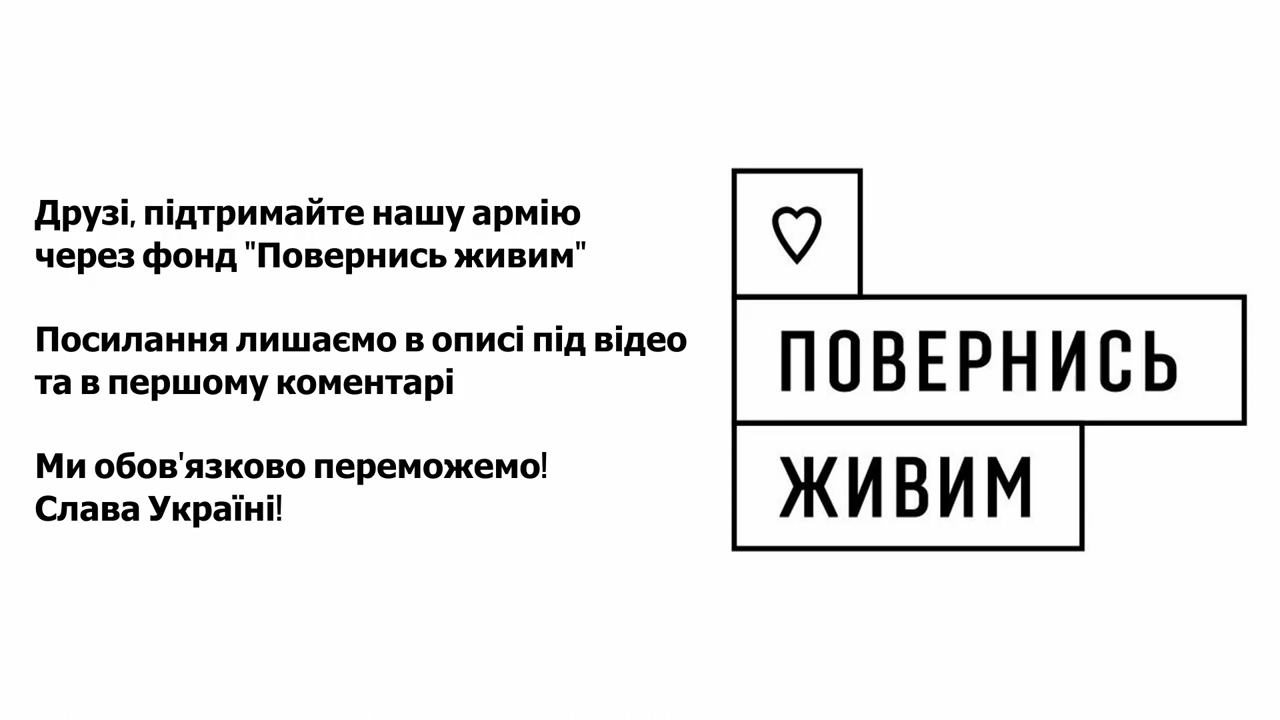 Друзі, підтримайте нашу армію
через фонд "Повернись живим"
Посилання лишаємо в описі під відео
та в першому коментарі
Ми обов'язково переможемо!
Слава Україні!
ПОВЕРНИСЬ
ЖИВИМ